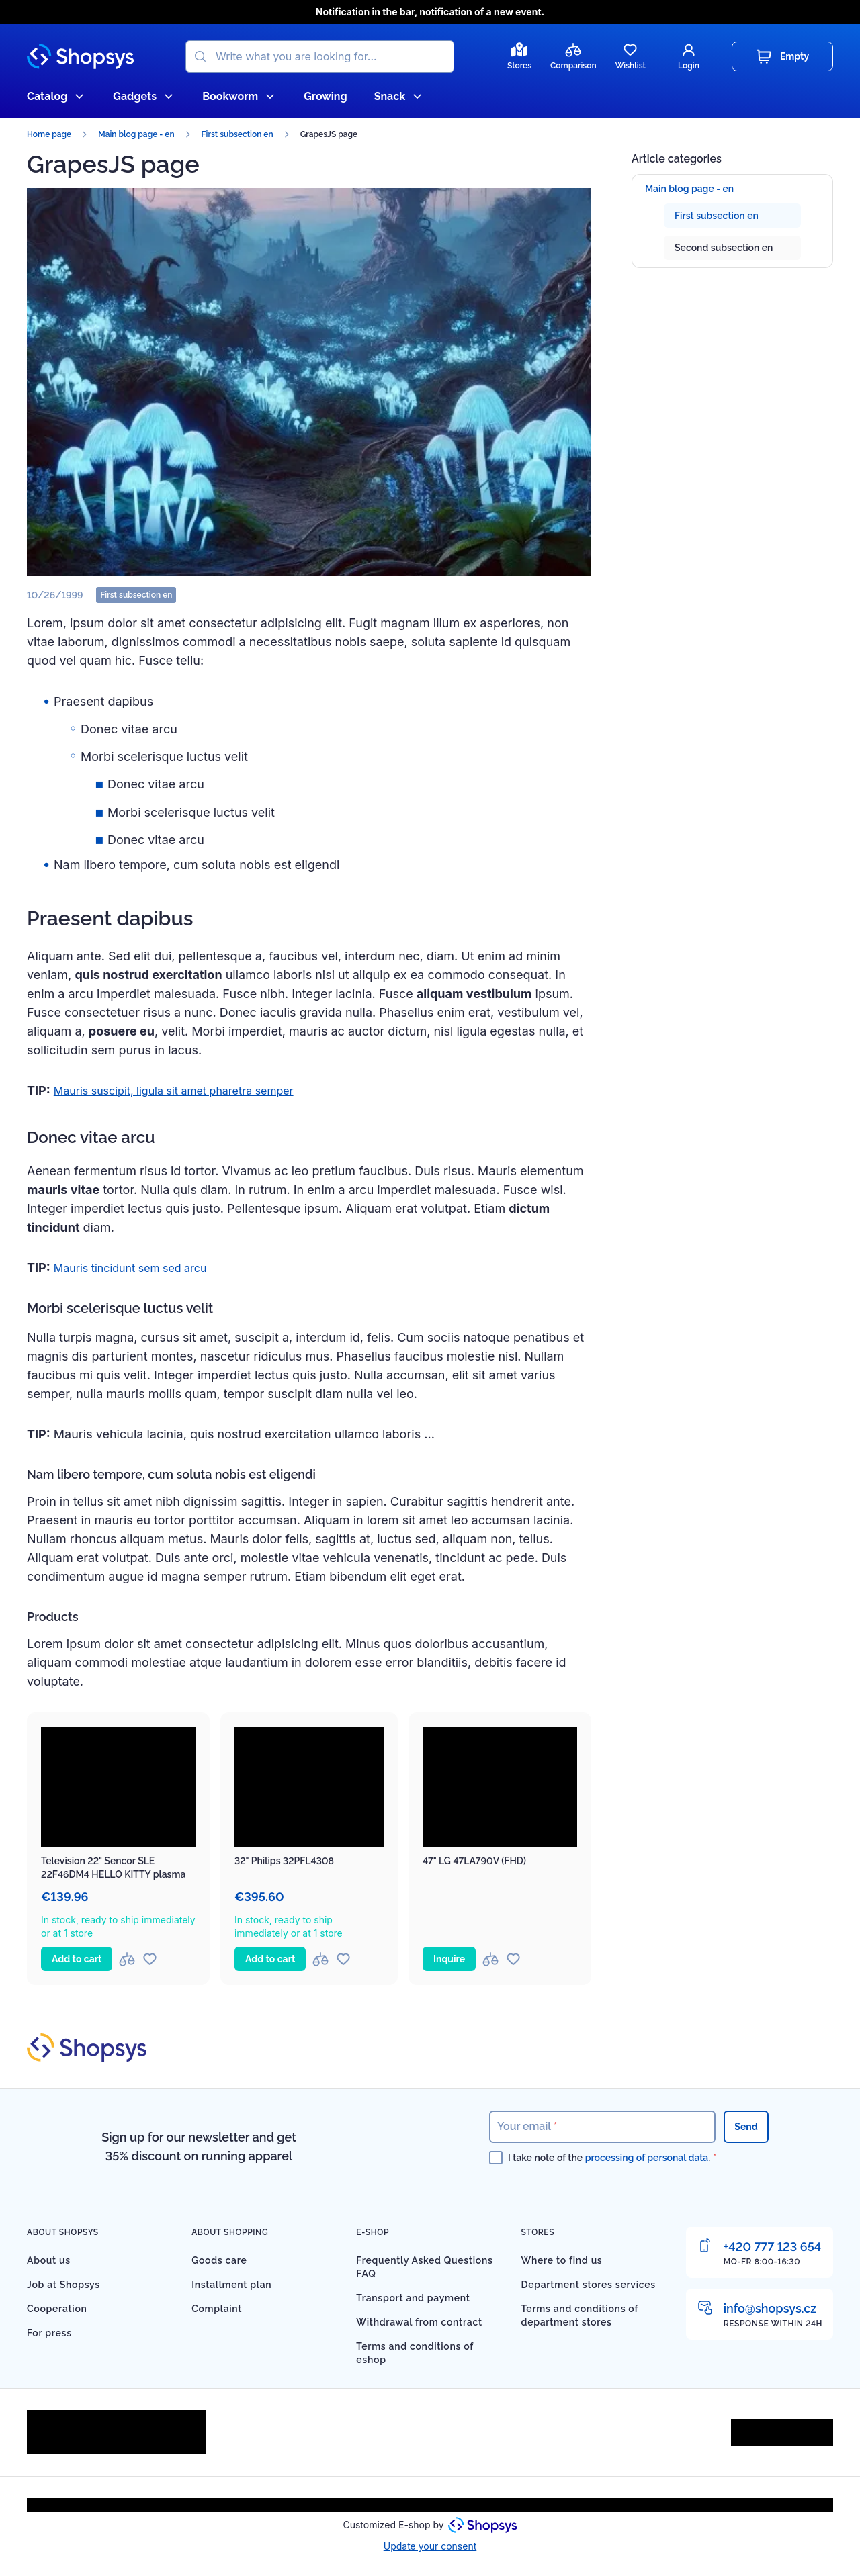 Notification in the bar, notification of a new event.
Shopsys
Write what you are looking for...
Stores
Comparison
Wishlist
Login
Empty
Catalog
Gadgets
Bookworm
Growing
Snack
Home page
Main blog page - en
First subsection en
GrapesJS page
GrapesJS page
Article categories
Main blog page - en
First subsection en
Second subsection en
10/26/1999
First subsection en
Lorem, ipsum dolor sit amet consectetur adipisicing elit. Fugit magnam illum ex asperiores, non
vitae laborum, dignissimos commodi a necessitatibus nobis saepe, soluta sapiente id quisquam
quod vel quam hic. Fusce tellu:
Praesent dapibus
Donec vitae arcu
Morbi scelerisque luctus velit
Donec vitae arcu
Morbi scelerisque luctus velit
Donec vitae arcu
Nam libero tempore, cum soluta nobis est eligendi
Praesent dapibus
Aliquam ante. Sed elit dui, pellentesque a, faucibus vel, interdum nec, diam. Ut enim ad minim
veniam, quis nostrud exercitation ullamco laboris nisi ut aliquip ex ea commodo consequat. In
enim a arcu imperdiet malesuada. Fusce nibh. Integer lacinia. Fusce aliquam vestibulum ipsum.
Fusce consectetuer risus a nunc. Donec iaculis gravida nulla. Phasellus enim erat, vestibulum vel,
aliquam a, posuere eu, velit. Morbi imperdiet, mauris ac auctor dictum, nisl ligula egestas nulla, et
sollicitudin sem purus in lacus.
TIP: Mauris suscipit, ligula sit amet pharetra semper
Donec vitae arcu
Aenean fermentum risus id tortor. Vivamus ac leo pretium faucibus. Duis risus. Mauris elementum
mauris vitae tortor. Nulla quis diam. In rutrum. In enim a arcu imperdiet malesuada. Fusce wisi.
Integer imperdiet lectus quis justo. Pellentesque ipsum. Aliquam erat volutpat. Etiam dictum
tincidunt diam.
TIP: Mauris tincidunt sem sed arcu
Morbi scelerisque luctus velit
Nulla turpis magna, cursus sit amet, suscipit a, interdum id, felis. Cum sociis natoque penatibus et
magnis dis parturient montes, nascetur ridiculus mus. Phasellus faucibus molestie nisl. Nullam
faucibus mi quis velit. Integer imperdiet lectus quis justo. Nulla accumsan, elit sit amet varius
semper, nulla mauris mollis quam, tempor suscipit diam nulla vel leo.
TIP: Mauris vehicula lacinia, quis nostrud exercitation ullamco laboris ...
Nam libero tempore, cum soluta nobis est eligendi
Proin in tellus sit amet nibh dignissim sagittis. Integer in sapien. Curabitur sagittis hendrerit ante.
Praesent in mauris eu tortor porttitor accumsan. Aliquam in lorem sit amet leo accumsan lacinia.
Nullam rhoncus aliquam metus. Mauris dolor felis, sagittis at, luctus sed, aliquam non, tellus.
Aliquam erat volutpat. Duis ante orci, molestie vitae vehicula venenatis, tincidunt ac pede. Duis
condimentum augue id magna semper rutrum. Etiam bibendum elit eget erat.
Products
Lorem ipsum dolor sit amet consectetur adipisicing elit. Minus quos doloribus accusantium,
aliquam commodi molestiae atque laudantium in dolorem esse error blanditiis, debitis facere id
voluptate.
Television 22" Sencor SLE
22F46DM4 HELLO KITTY plasma
€139.96
In stock, ready to ship immediately
or at 1 store
Add to cart
32" Philips 32PFL4308
€395.60
In stock, ready to ship
immediately or at 1 store
Add to cart
47" LG 47LA790V (FHD)
Inquire
Shopsys
Sign up for our newsletter and get
35% discount on running apparel
Your email *
Send
I take note of the processing of personal data. *
ABOUT SHOPSYS
About us
Job at Shopsys
Cooperation
For press
ABOUT SHOPPING
Goods care
Installment plan
Complaint
E-SHOP
Frequently Asked Questions
FAQ
Transport and payment
Withdrawal from contract
Terms and conditions of
eshop
STORES
Where to find us
Department stores services
Terms and conditions of
department stores
+420 777 123 654
MO-FR 8:00-16:30
info@shopsys.cz
RESPONSE WITHIN 24H
Customized E-shop by Shopsys
Update your consent